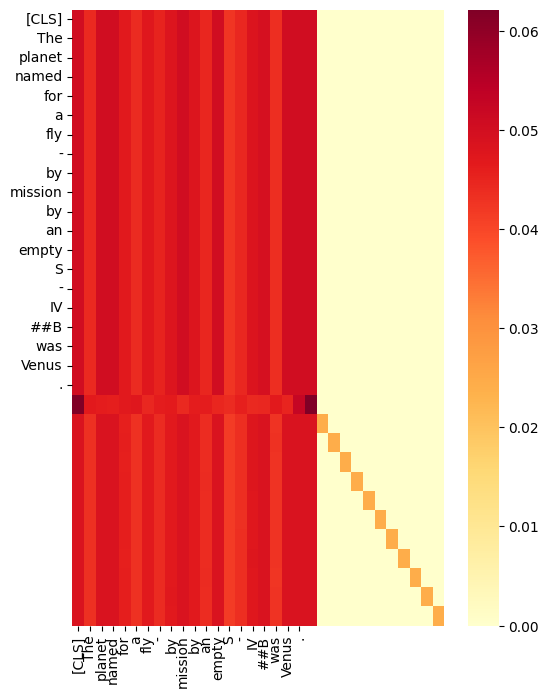 [CLS]
The
planet
named
for
a
fly
-
by
mission
by
an
empty
S
-
IV
##B
was
Venus
.
0.06
0.05
0.04
0.03
0.02
0.01
0.00
[CLS]
The
planet
named
for
a
fly
-
by
mission
by
an
empty
S
-
IV
##B
was
Venus
.